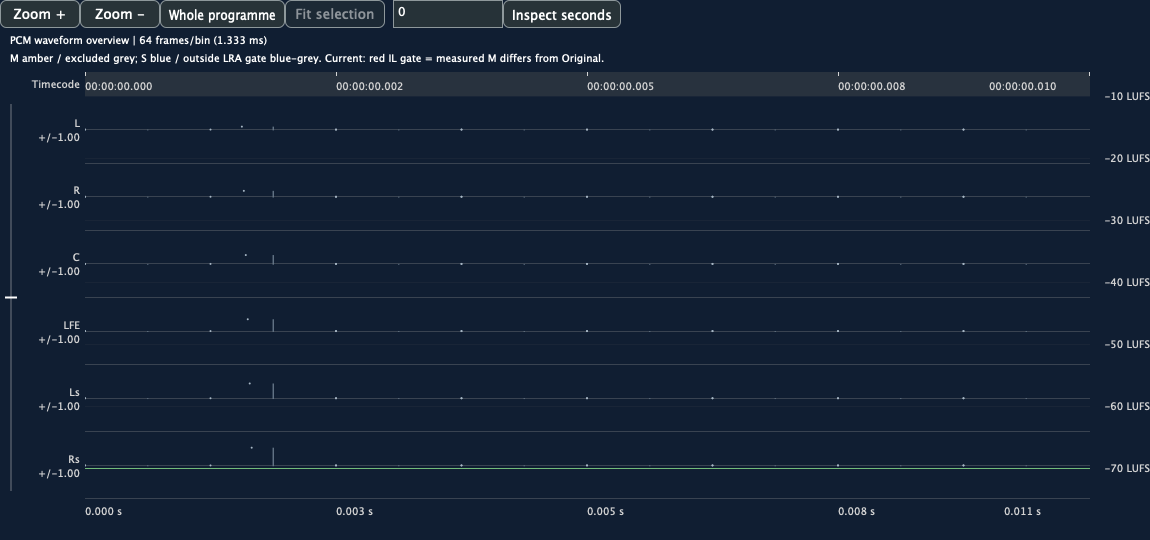 Zoom + Zoom – Whole programme Fit selection 0 Inspect seconds
PCM waveform overview | 64 frames/bin (1.333 ms)
M amber / excluded grey; S blue / outside LRA gate blue-grey. Current: red IL gate = measured M differs from Original.
Timecode 00:00:00.000 00:00:00.002 00:00:00.005 00:00:00.008 00:00:00.010
−10 LUFS
L
+/−1.00
−20 LUFS
R
+/−1.00
−30 LUFS
C
+/−1.00
−40 LUFS
LFE
+/−1.00
−50 LUFS
Ls
+/−1.00
−60 LUFS
Rs
+/−1.00
−70 LUFS
0.000 s 0.003 s 0.005 s 0.008 s 0.011 s